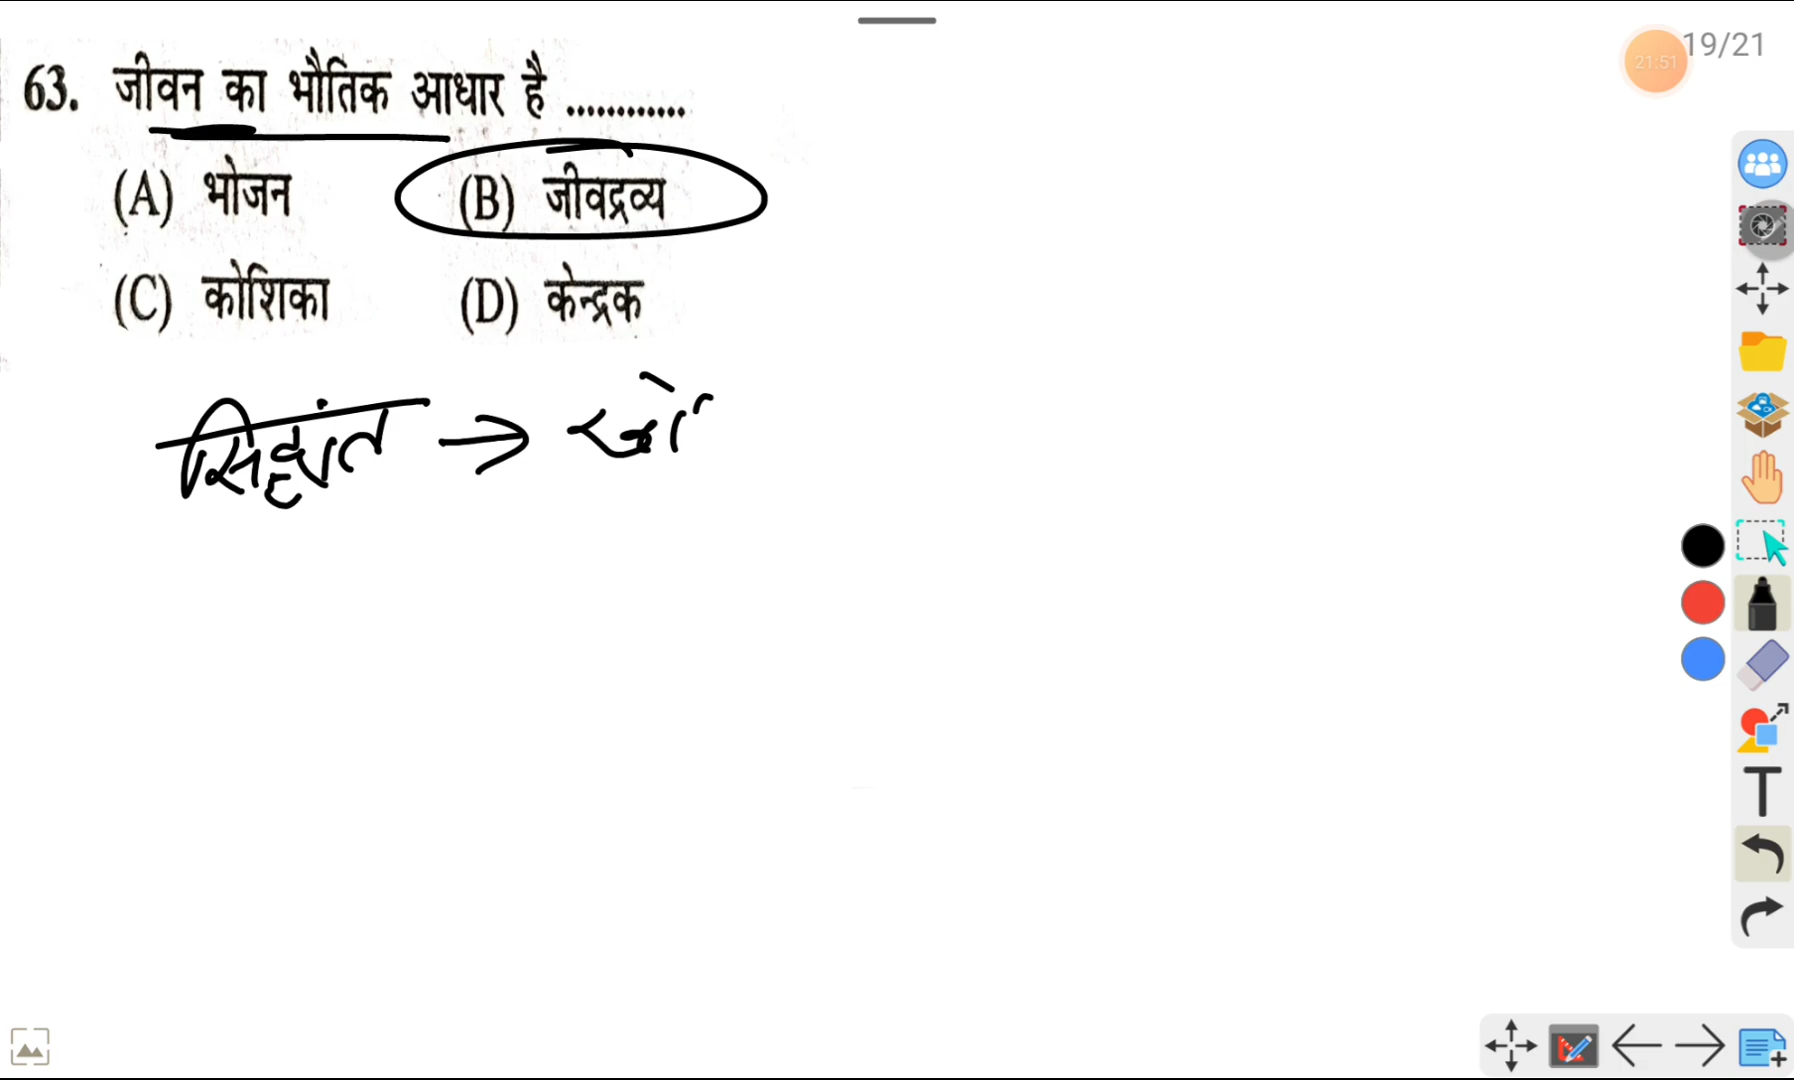 19/21
21:51
63. जीवन का भौतिक आधार है ............
(A) भोजन (B) जीवद्रव्य
(C) कोशिका (D) केन्द्रक
सिद्धांत →